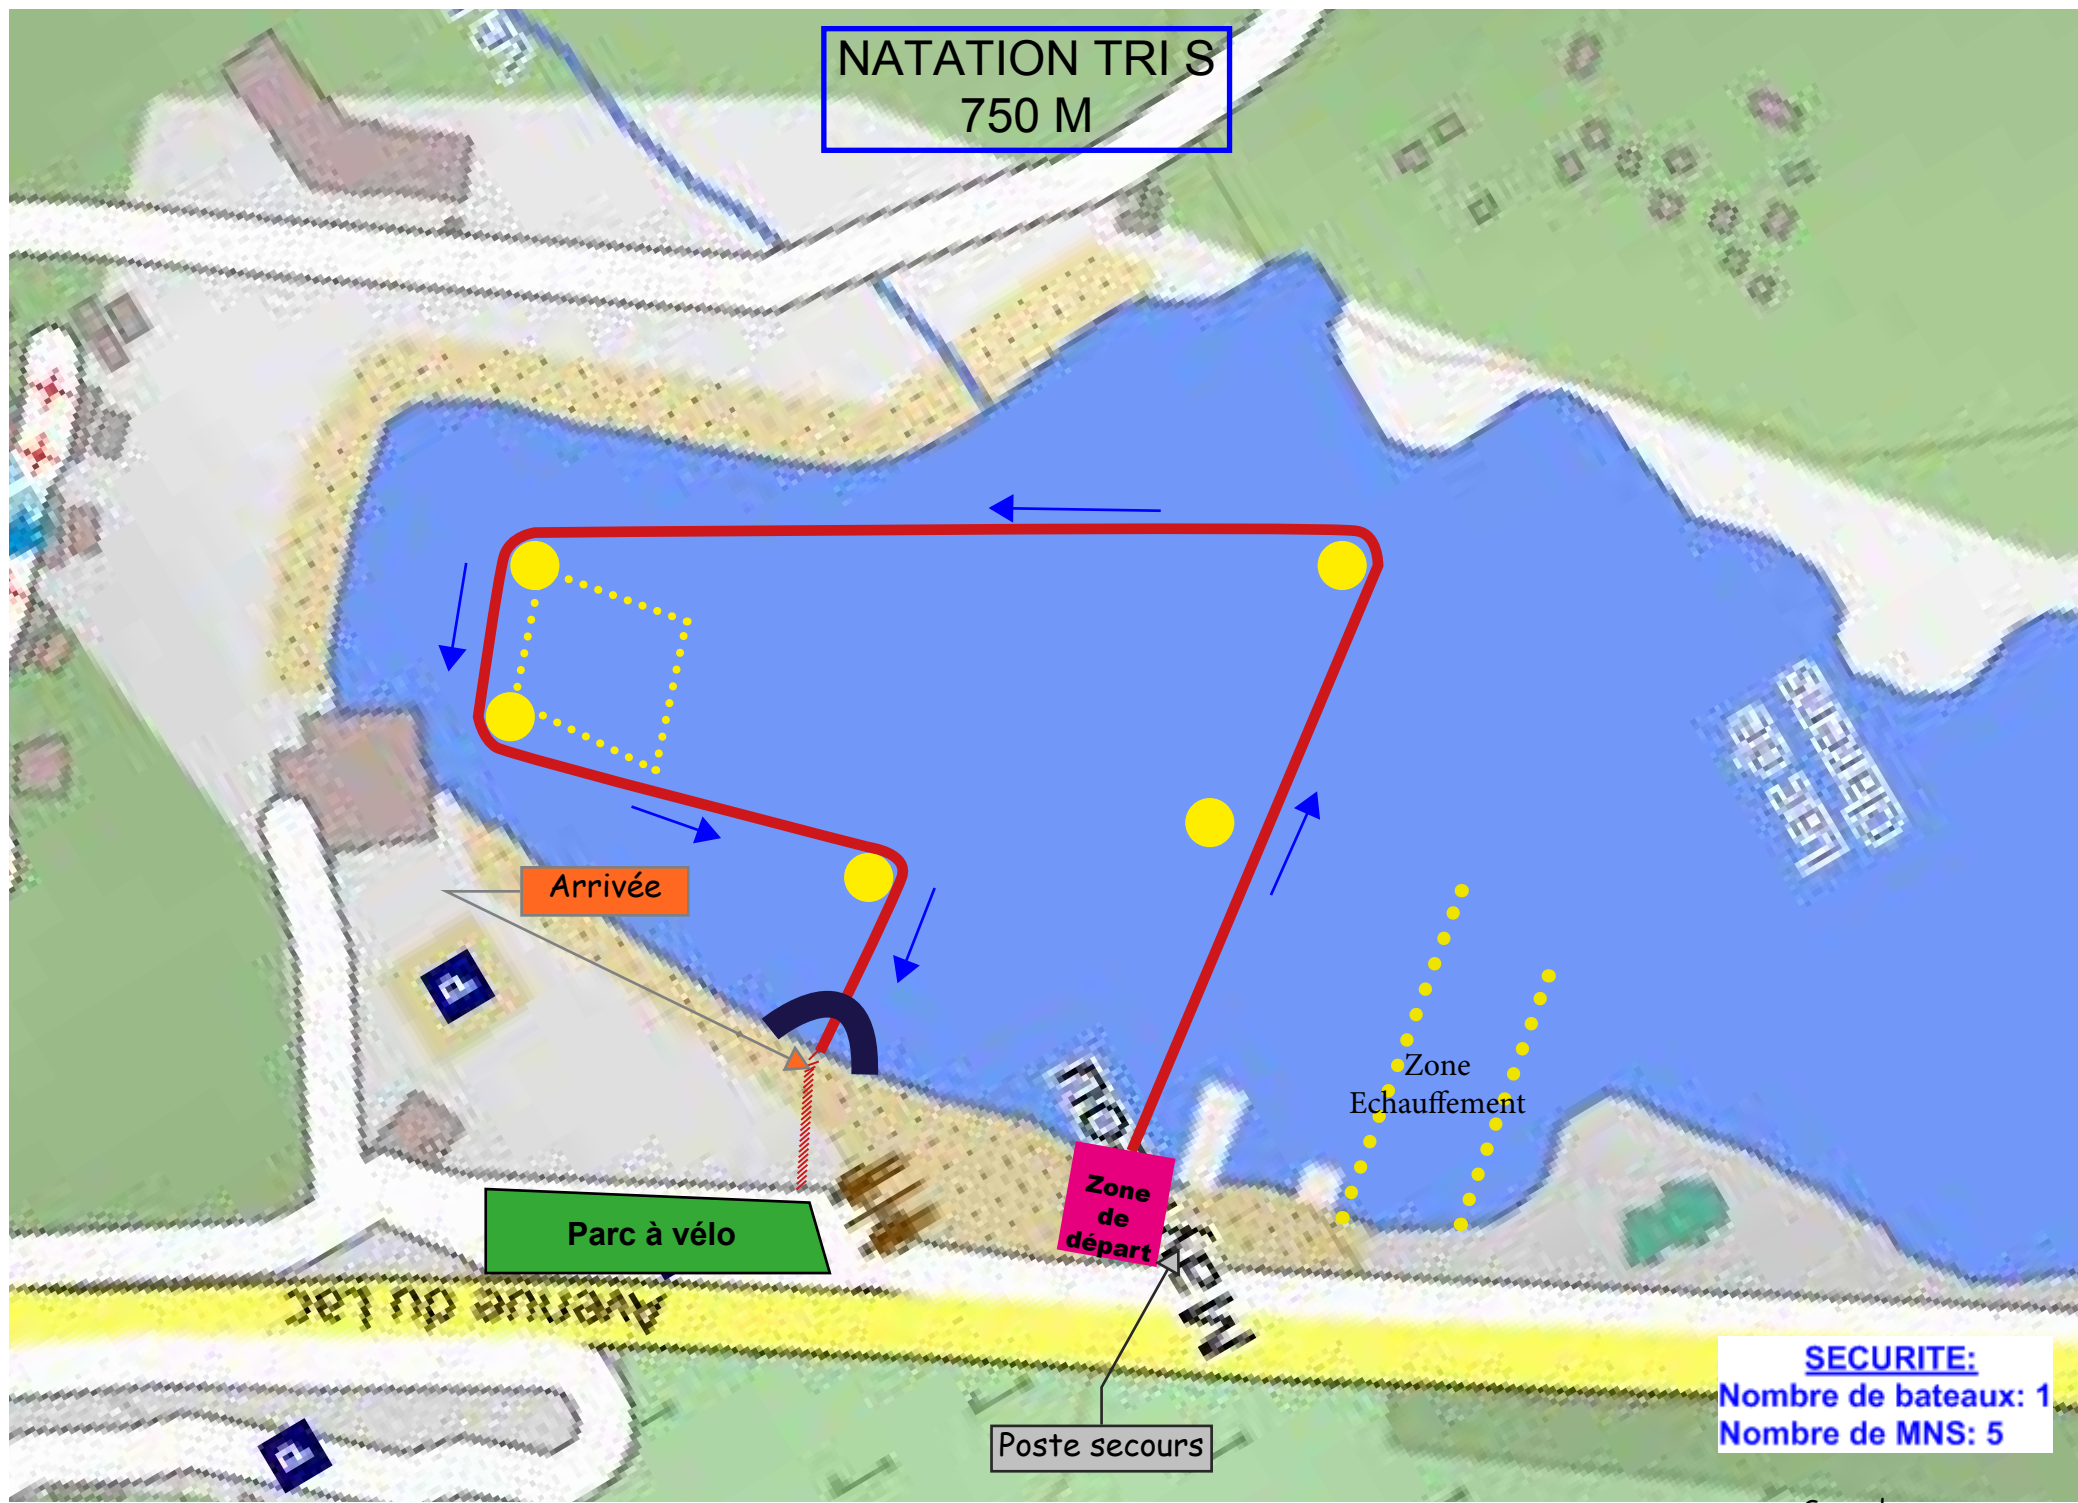 NATATION TRI S
750 M
Arrivée
Zone
Echauffement
Zone
de
départ
Parc à vélo
Avenue du Lac
Poste secours
SECURITE:
Nombre de bateaux: 1
Nombre de MNS: 5